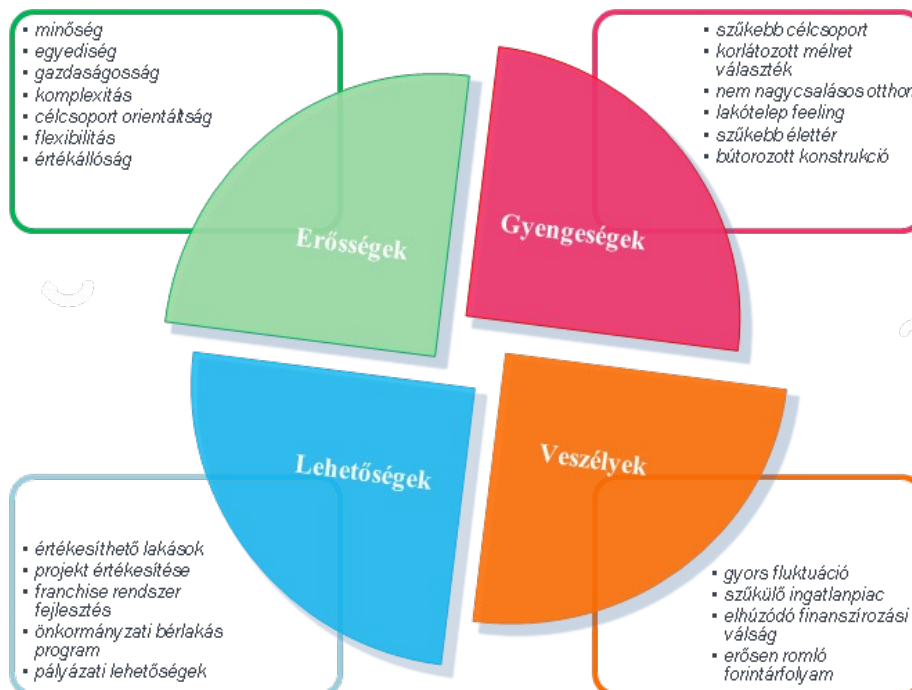 minőség
egyediség
gazdaságosság
komplexitás
célcsoport orientáltság
flexibilitás
értékállóság
szűkebb célcsoport
korlátozott mélret
választék
nem nagycsalásos otthon
lakótelep feeling
szűkebb élettér
bútorozott konstrukció
Erősségek
Gyengeségek
Lehetőségek
Veszélyek
értékesíthető lakások
projekt értékesítése
franchise rendszer
fejlesztés
önkormányzati bérlakás
program
pályázati lehetőségek
gyors fluktuáció
szűkülő ingatlanpiac
elhúzódó finanszírozási
válság
erősen romló
forintárfolyam